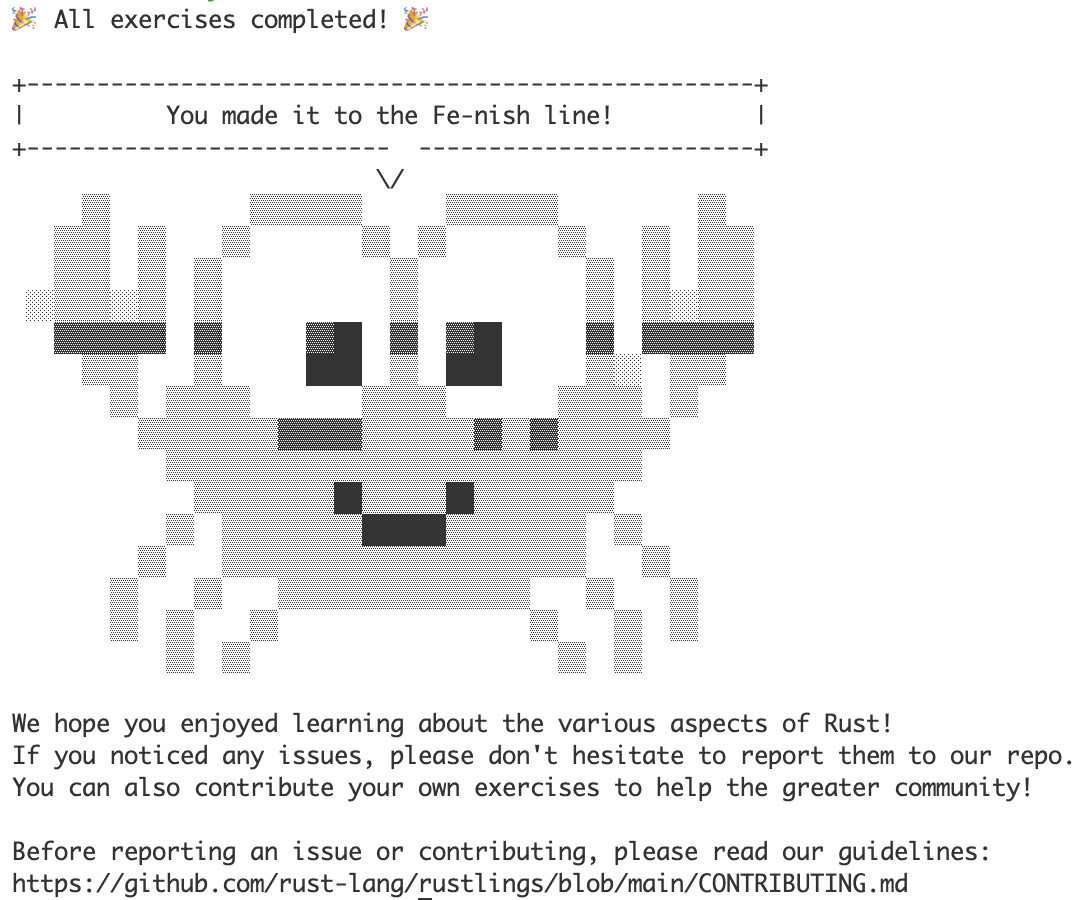 🎉 All exercises completed! 🎉
+----------------------------------------------------+
|          You made it to the Fe-nish line!          |
+--------------------------  ------------------------+
\/
We hope you enjoyed learning about the various aspects of Rust!
If you noticed any issues, please don't hesitate to report them to our repo.
You can also contribute your own exercises to help the greater community!
Before reporting an issue or contributing, please read our guidelines:
https://github.com/rust-lang/rustlings/blob/main/CONTRIBUTING.md